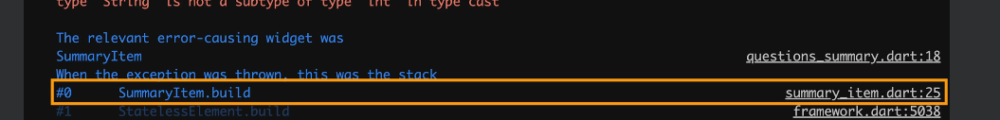 type 'String' is not a subtype of type 'int' in type cast
The relevant error-causing widget was
SummaryItem questions_summary.dart:18
When the exception was thrown, this was the stack
#0 SummaryItem.build summary_item.dart:25
#1 StatelessElement.build framework.dart:5038